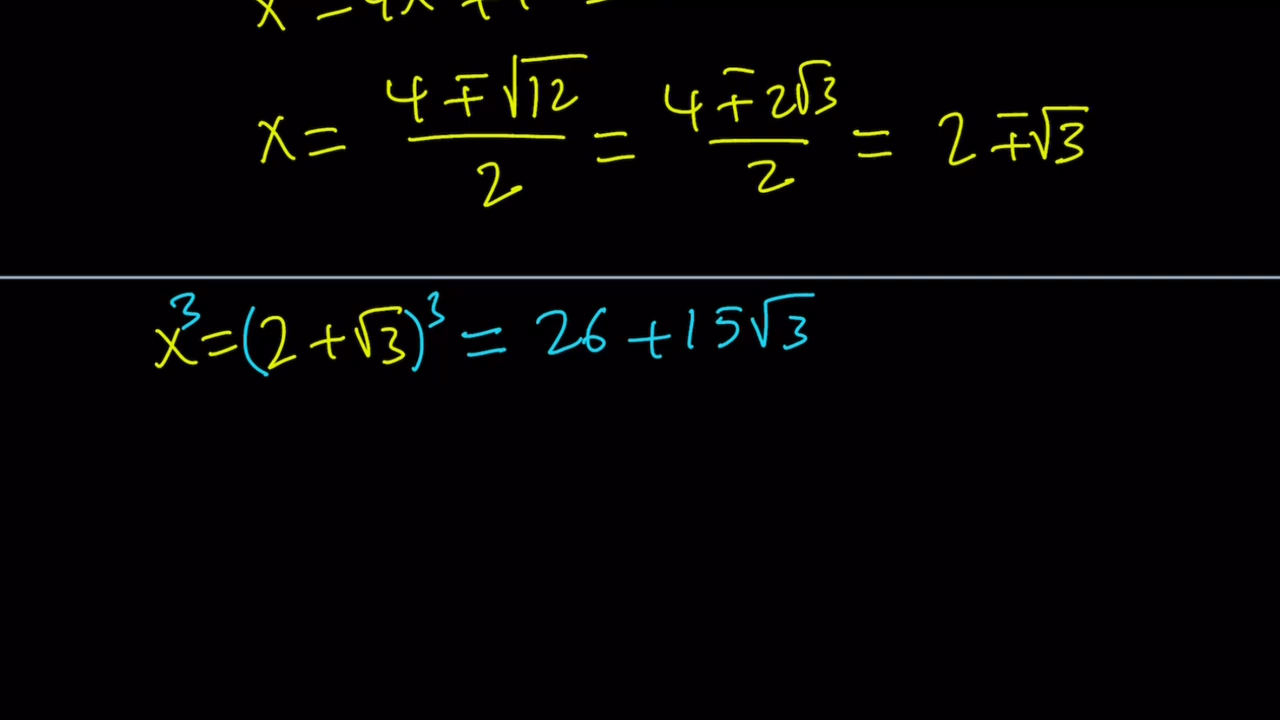 x = 4 ∓ √12 / 2 = 4 ∓ 2√3 / 2 = 2 ∓ √3
x³ = (2 + √3)³ = 26 + 15√3